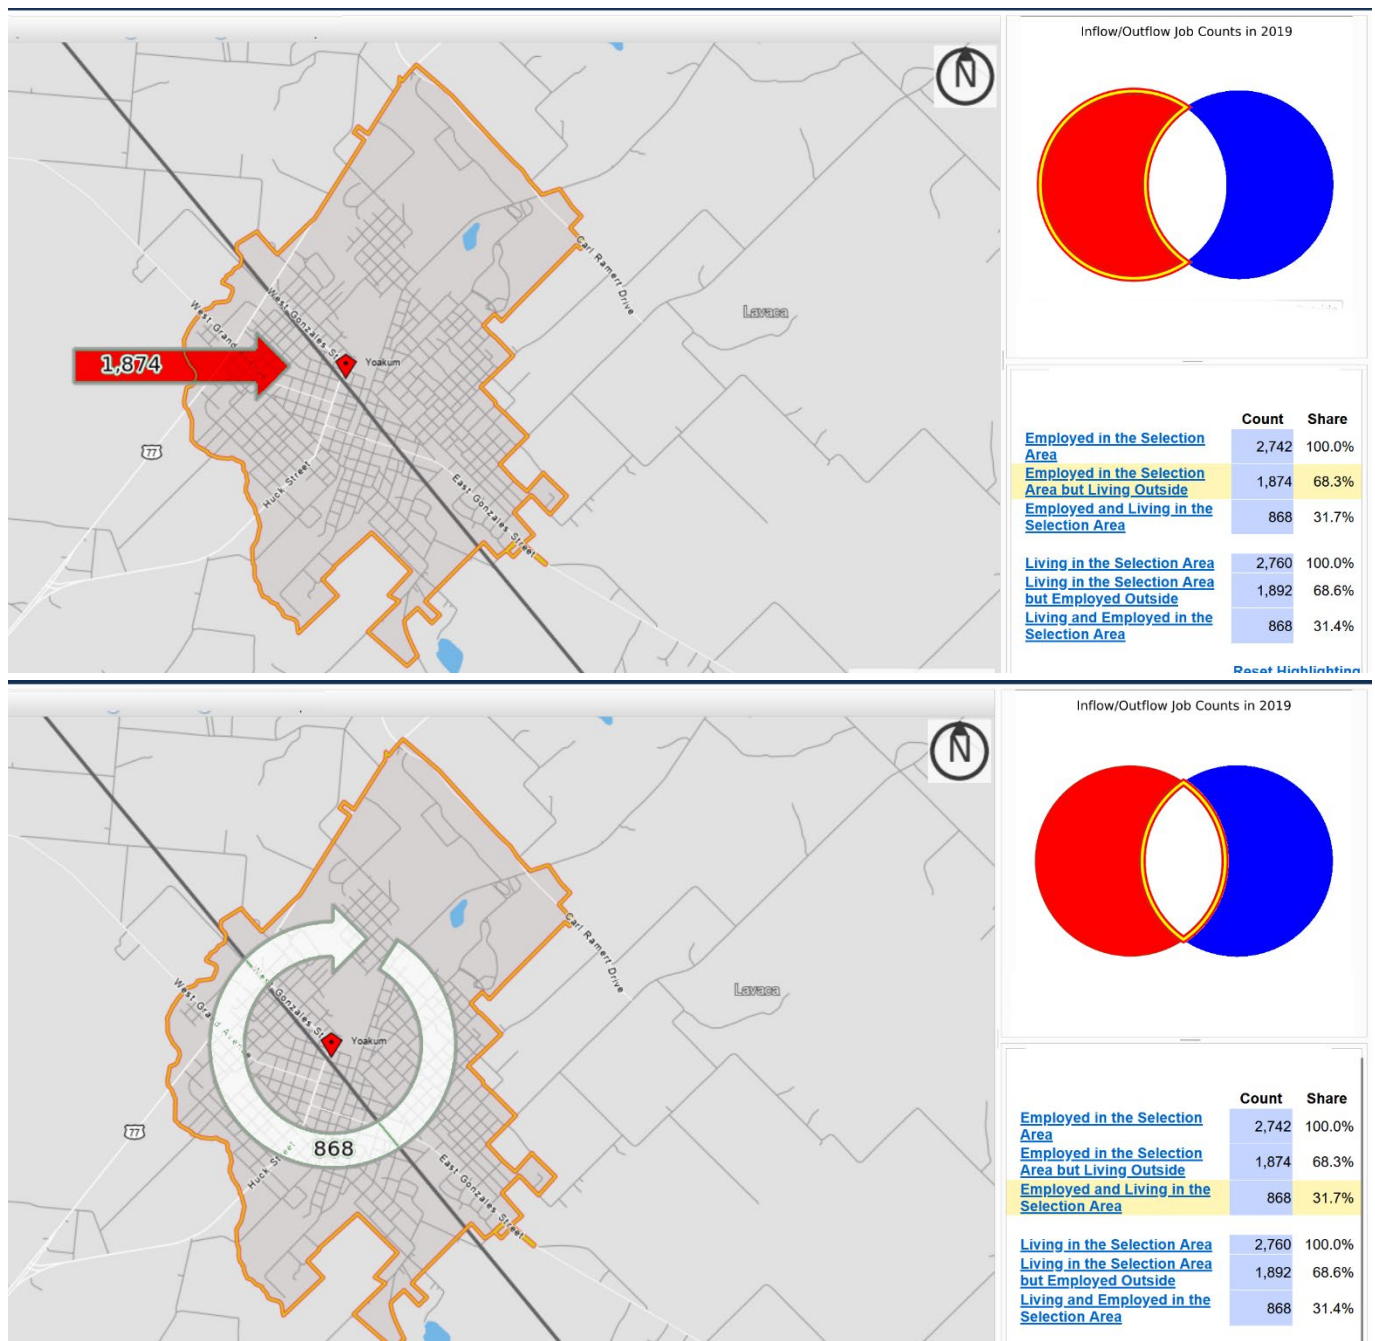 Inflow/Outflow Job Counts in 2019
N
Carl Ramert Drive
Lavaca
West Gonzales St
West Grand
Yoakum
1,874
77
Huck Street
East Gonzales Street
Count Share
Employed in the Selection
Area 2,742 100.0%
Employed in the Selection
Area but Living Outside 1,874 68.3%
Employed and Living in the
Selection Area 868 31.7%
Living in the Selection Area 2,760 100.0%
Living in the Selection Area
but Employed Outside 1,892 68.6%
Living and Employed in the
Selection Area 868 31.4%
Reset Highlighting
Inflow/Outflow Job Counts in 2019
N
Carl Ramert Drive
Lavaca
West Gonzales St
West Grand Avenue
Yoakum
77
868
Huck Street
East Gonzales Street
Count Share
Employed in the Selection
Area 2,742 100.0%
Employed in the Selection
Area but Living Outside 1,874 68.3%
Employed and Living in the
Selection Area 868 31.7%
Living in the Selection Area 2,760 100.0%
Living in the Selection Area
but Employed Outside 1,892 68.6%
Living and Employed in the
Selection Area 868 31.4%